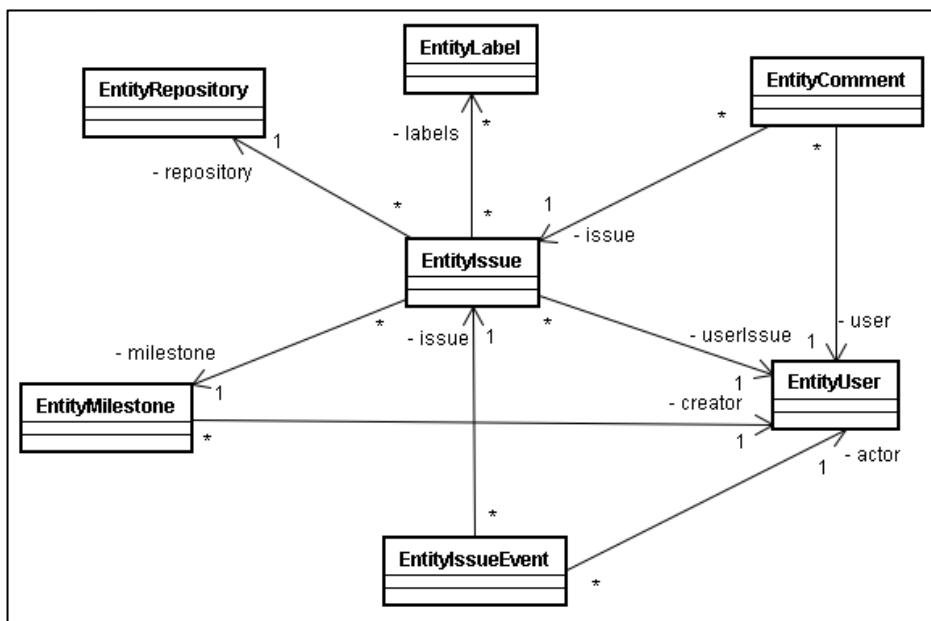 EntityLabel
EntityRepository
EntityComment
*
*
1
- labels
*
- repository
*
*
1
- issue
EntityIssue
*
- issue
1
*
- userIssue
- user
- milestone
1
1
1
EntityMilestone
EntityUser
- creator
*
1
1
- actor
*
EntityIssueEvent
*